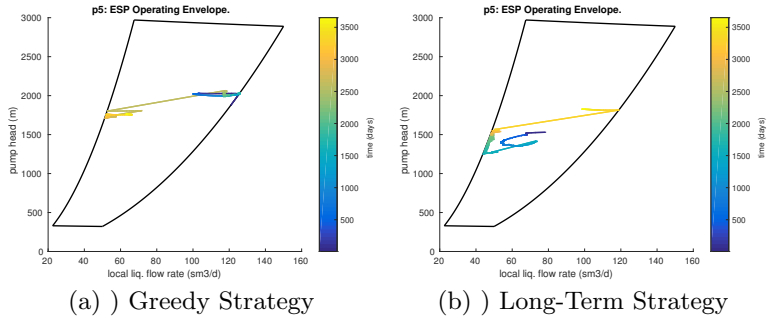 p5: ESP Operating Envelope.
3000
2500
2000
1500
1000
500
0
pump head (m)
20 40 60 80 100 120 140 160
local liq. flow rate (sm3/d)
3500
3000
2500
2000
1500
1000
500
time (days)
(a) ) Greedy Strategy
p5: ESP Operating Envelope.
3000
2500
2000
1500
1000
500
0
pump head (m)
20 40 60 80 100 120 140 160
local liq. flow rate (sm3/d)
3500
3000
2500
2000
1500
1000
500
time (days)
(b) ) Long-Term Strategy